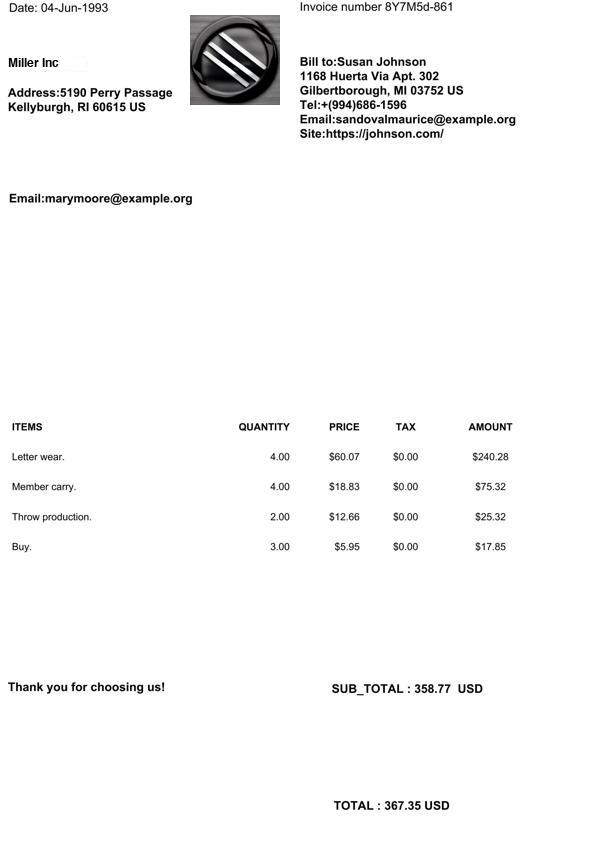 Date: 04-Jun-1993
Invoice number 8Y7M5d-861
Miller Inc
Address:5190 Perry Passage
Kellyburgh, RI 60615 US
Bill to:Susan Johnson
1168 Huerta Via Apt. 302
Gilbertborough, MI 03752 US
Tel:+(994)686-1596
Email:sandovalmaurice@example.org
Site:https://johnson.com/
Email:marymoore@example.org
ITEMS QUANTITY PRICE TAX AMOUNT
Letter wear. 4.00 $60.07 $0.00 $240.28
Member carry. 4.00 $18.83 $0.00 $75.32
Throw production. 2.00 $12.66 $0.00 $25.32
Buy. 3.00 $5.95 $0.00 $17.85
Thank you for choosing us!
SUB_TOTAL : 358.77 USD
TOTAL : 367.35 USD